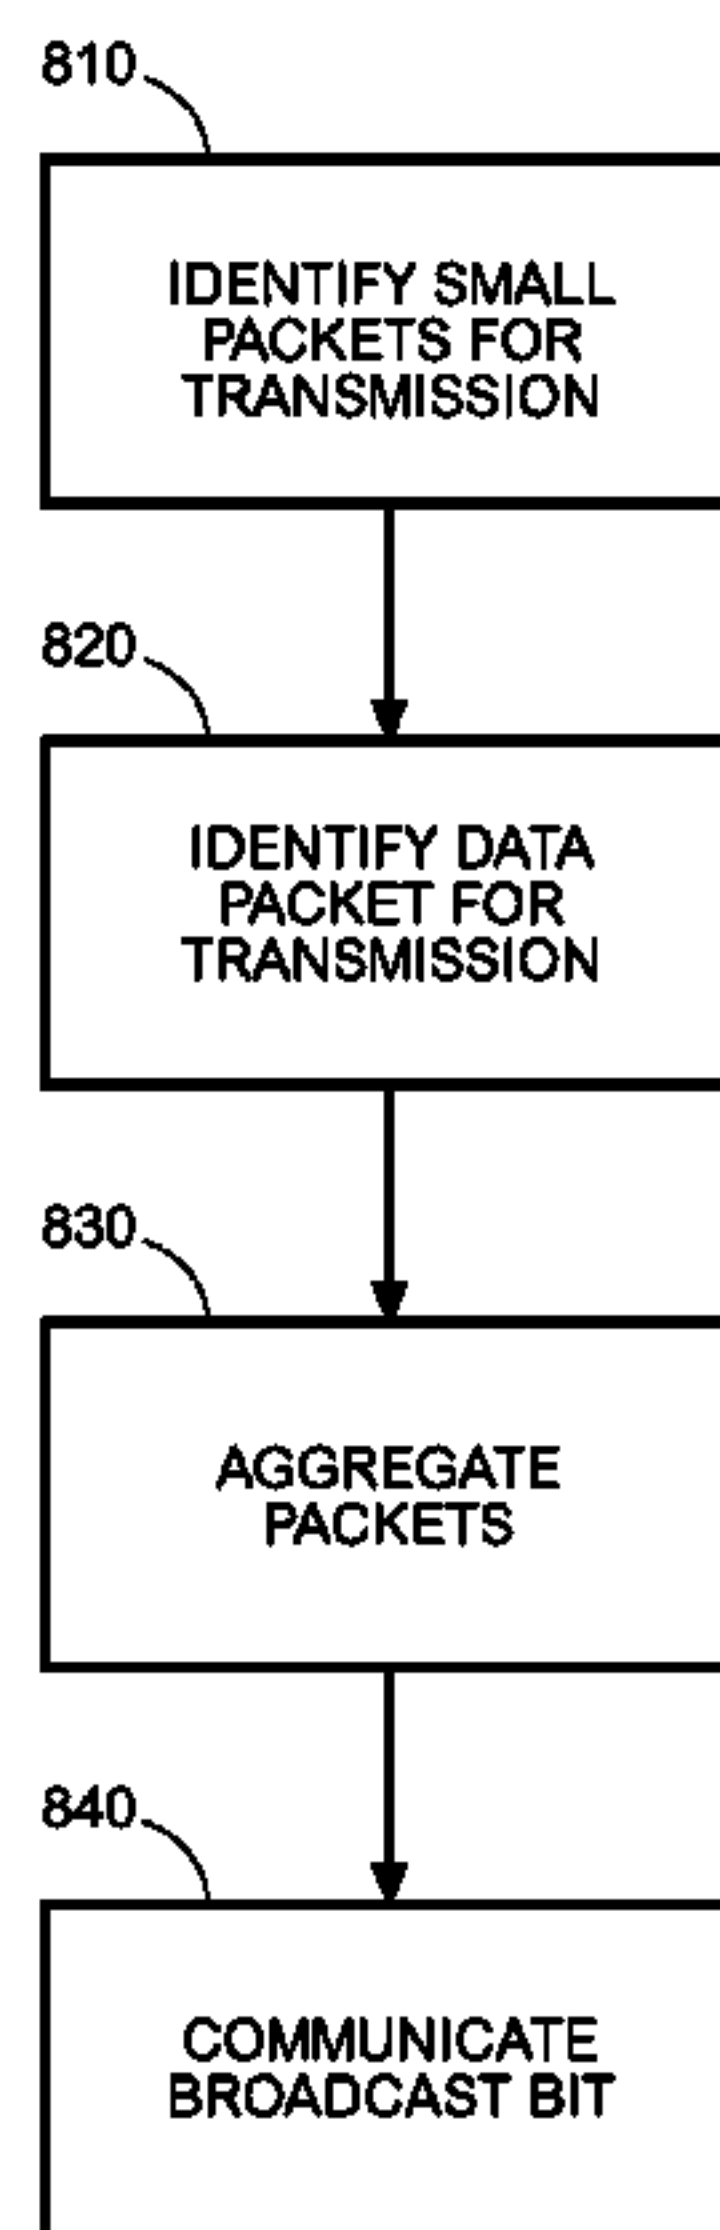 810
IDENTIFY SMALL
PACKETS FOR
TRANSMISSION
820
IDENTIFY DATA
PACKET FOR
TRANSMISSION
830
AGGREGATE
PACKETS
840
COMMUNICATE
BROADCAST BIT